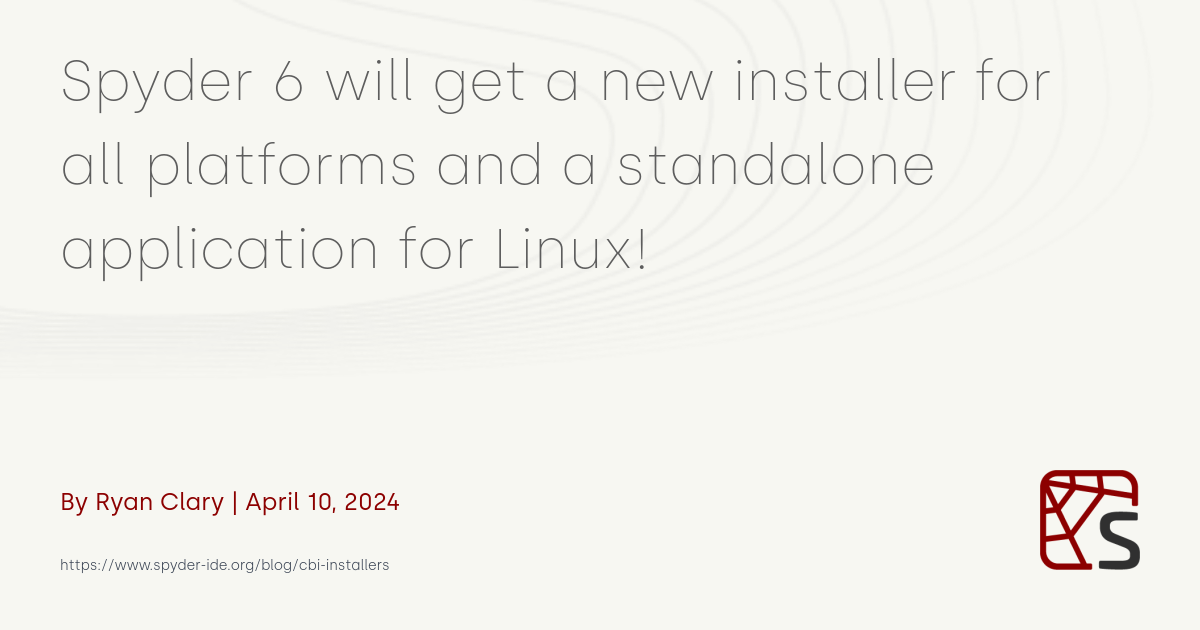 Spyder 6 will get a new installer for
all platforms and a standalone
application for Linux!
By Ryan Clary | April 10, 2024
https://www.spyder-ide.org/blog/cbi-installers
S